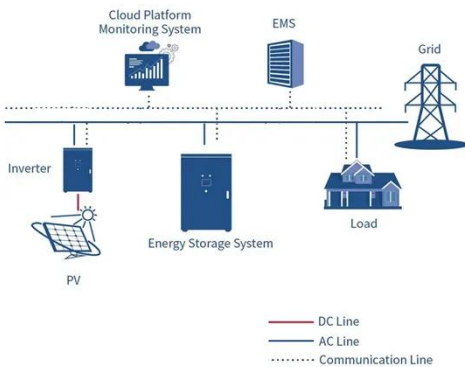 Cloud Platform
Monitoring System
EMS
Grid
Inverter
Energy Storage System
Load
PV
DC Line
AC Line
Communication Line